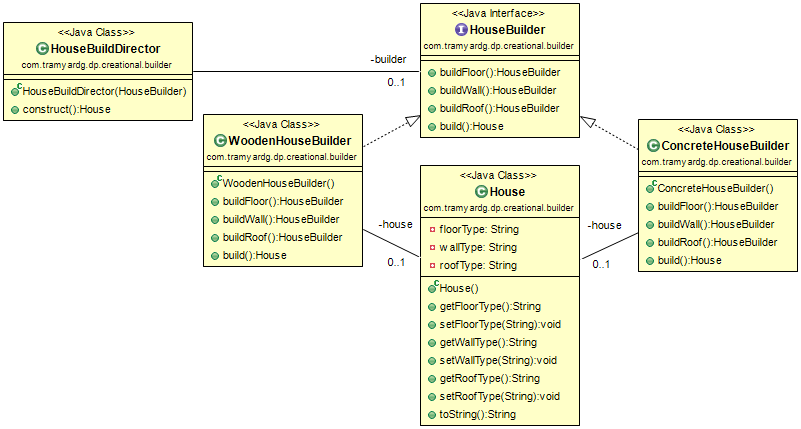 <<Java Class>>
HouseBuildDirector
com.tramyardg.dp.creational.builder
HouseBuildDirector(HouseBuilder)
construct():House
-builder
0..1
<<Java Interface>>
HouseBuilder
com.tramyardg.dp.creational.builder
buildFloor():HouseBuilder
buildWall():HouseBuilder
buildRoof():HouseBuilder
build():House
<<Java Class>>
WoodenHouseBuilder
com.tramyardg.dp.creational.builder
WoodenHouseBuilder()
buildFloor():HouseBuilder
buildWall():HouseBuilder
buildRoof():HouseBuilder
build():House
-house
0..1
<<Java Class>>
House
com.tramyardg.dp.creational.builder
floorType: String
wallType: String
roofType: String
House()
getFloorType():String
setFloorType(String):void
getWallType():String
setWallType(String):void
getRoofType():String
setRoofType(String):void
toString():String
-house
0..1
<<Java Class>>
ConcreteHouseBuilder
com.tramyardg.dp.creational.builder
ConcreteHouseBuilder()
buildFloor():HouseBuilder
buildWall():HouseBuilder
buildRoof():HouseBuilder
build():House